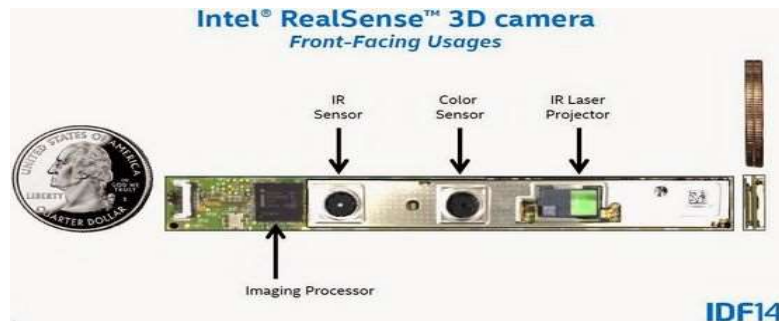 Intel® RealSense™ 3D camera
Front-Facing Usages
IR
Sensor
Color
Sensor
IR Laser
Projector
UNITED STATES OF AMERICA
LIBERTY
IN
GOD WE
TRUST
QUARTER DOLLAR
Imaging Processor
IDF14